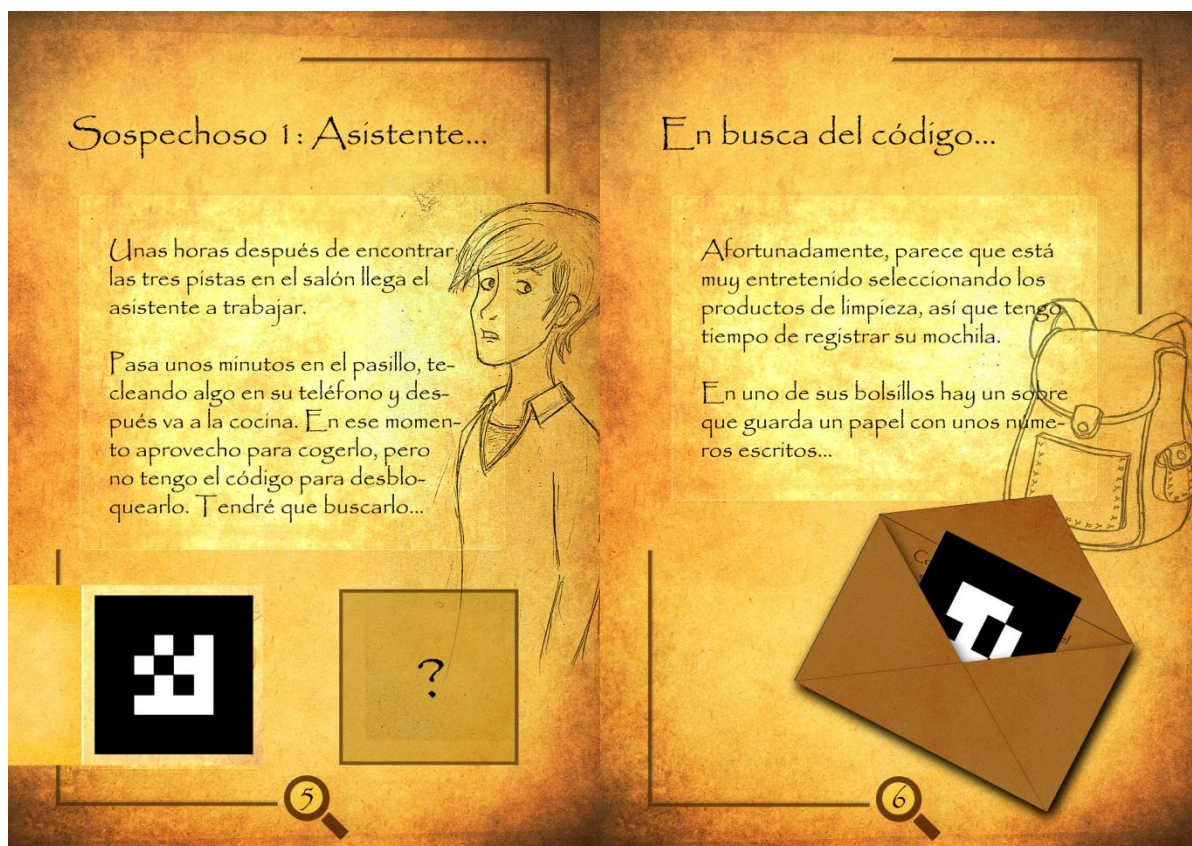 Sospechoso 1: Asistente...
Unas horas después de encontrar
las tres pistas en el salón llega el
asistente a trabajar.
Pasa unos minutos en el pasillo, te-
cleando algo en su teléfono y des-
pués va a la cocina. En ese momen-
to aprovecho para cogerlo, pero
no tengo el código para desblo-
quearlo. Tendré que buscarlo...
?
5
En busca del código...
Afortunadamente, parece que está
muy entretenido seleccionando los
productos de limpieza, así que tengo
tiempo de registrar su mochila.
En uno de sus bolsillos hay un sobre
que guarda un papel con unos núme-
ros escritos...
6